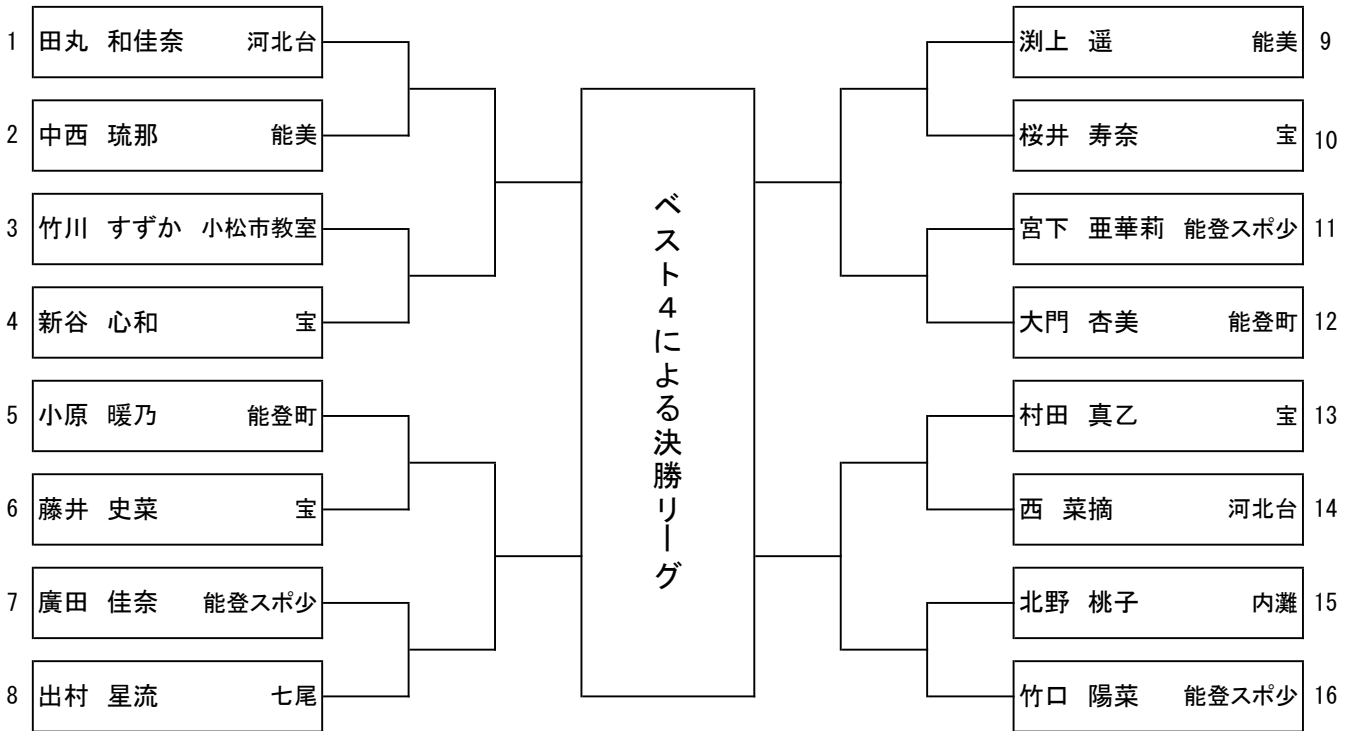 1 田丸 和佳奈 河北台
2 中西 琉那 能美
3 竹川 すずか 小松市教室
4 新谷 心和 宝
5 小原 暖乃 能登町
6 藤井 史菜 宝
7 廣田 佳奈 能登スポ少
8 出村 星流 七尾
ベスト4による決勝リーグ
渕上 遥 能美 9
桜井 寿奈 宝 10
宮下 亜華莉 能登スポ少 11
大門 杏美 能登町 12
村田 真乙 宝 13
西 菜摘 河北台 14
北野 桃子 内灘 15
竹口 陽菜 能登スポ少 16